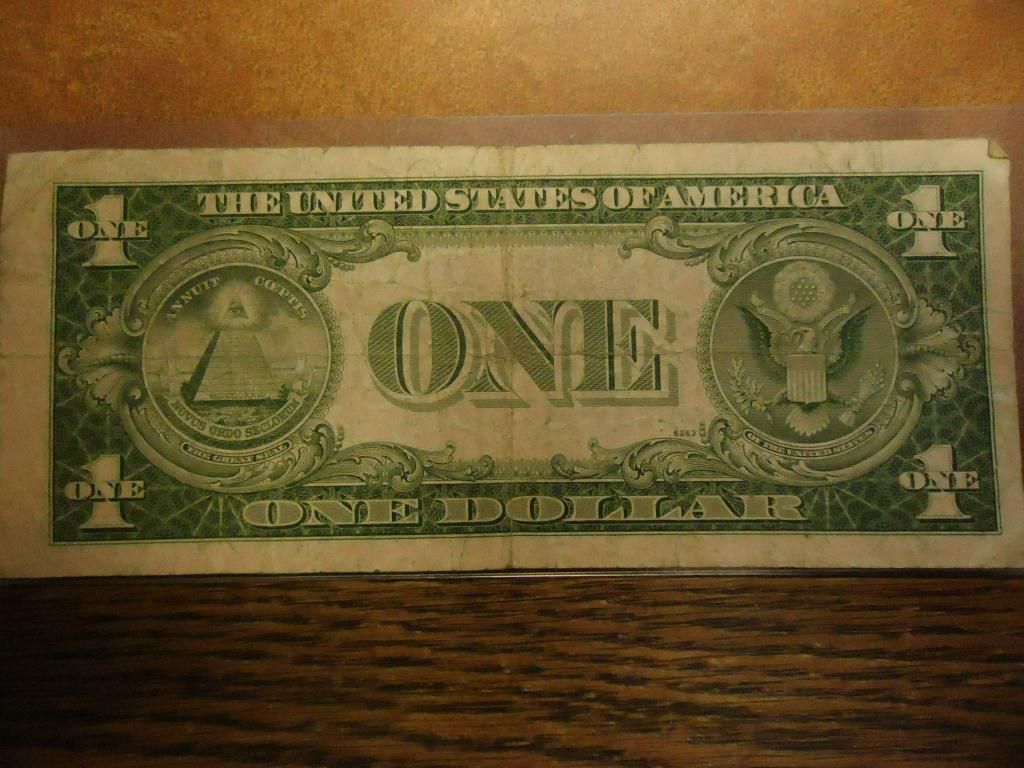 THE UNITED STATES OF AMERICA
1
ONE
1
ONE
ANNUIT CŒPTIS
NOVUS ORDO SECLORUM
THE GREAT SEAL
ONE
6263
OF THE UNITED STATES
1
ONE
1
ONE
ONE DOLLAR